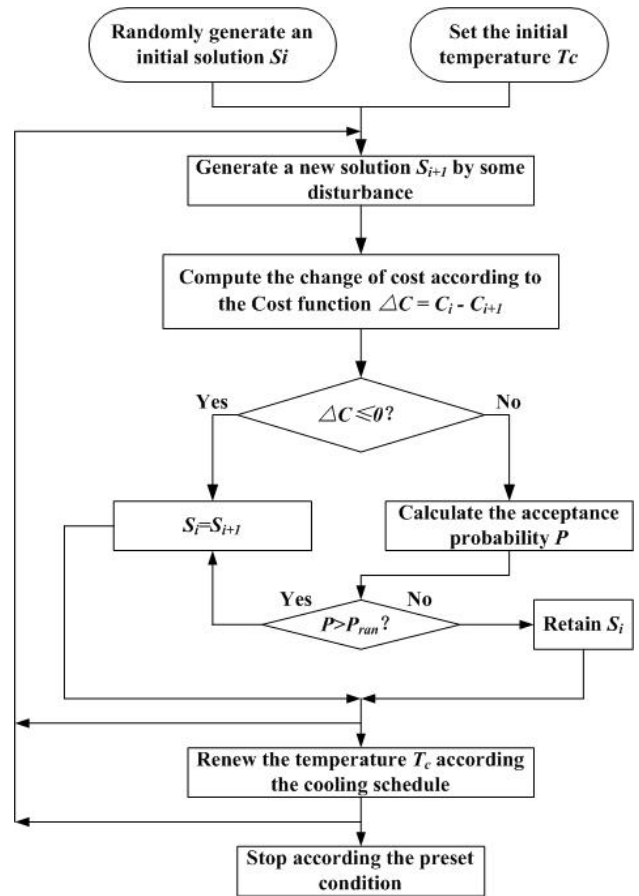 Randomly generate an
initial solution Si
Set the initial
temperature Tc
Generate a new solution Si+1 by some
disturbance
Compute the change of cost according to
the Cost function △C = Ci - Ci+1
Yes
△C ≤0?
No
Si=Si+1
Calculate the acceptance
probability P
Yes
No
P>Pran?
Retain Si
Renew the temperature Tc according
the cooling schedule
Stop according the preset
condition